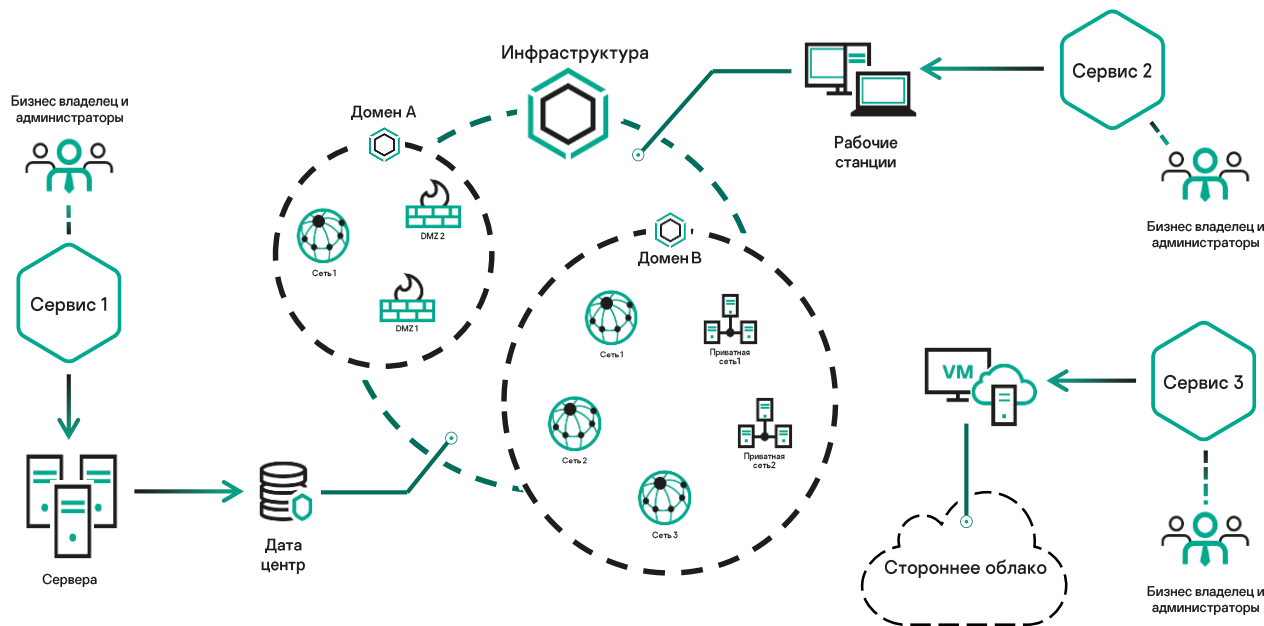 Инфраструктура
Сервис 2
Бизнес владелец и
администраторы
Домен A
Рабочие
станции
Бизнес владелец и
администраторы
DMZ 2
Сеть 1
Домен B
Сервис 1
DMZ 1
Сеть 1
Приватная
сеть1
VM
Сервис 3
Сеть 2
Приватная
сеть2
Сеть 3
Дата
центр
Сервера
Стороннее облако
Бизнес владелец и
администраторы